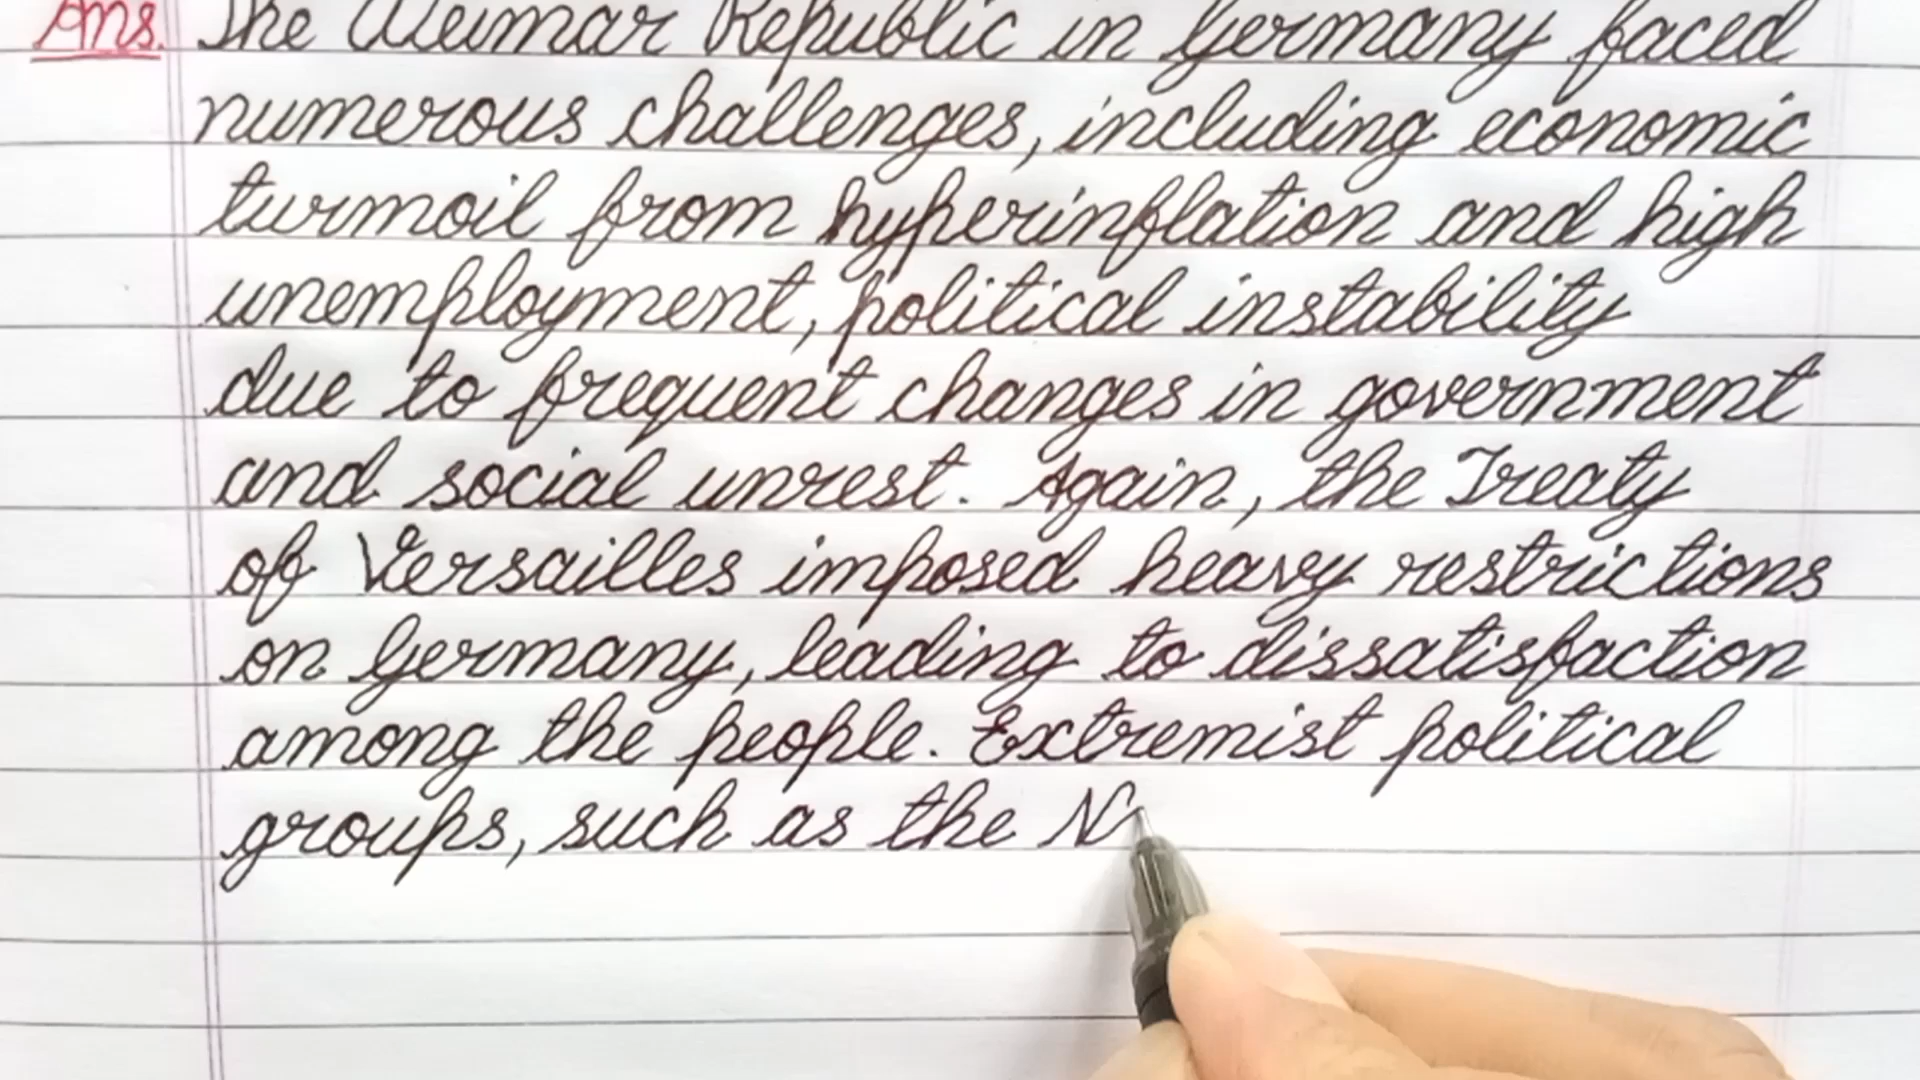 Ans. The Weimar Republic in Germany faced
numerous challenges, including economic
turmoil from hyperinflation and high
unemployment, political instability
due to frequent changes in government
and social unrest. Again, the Treaty
of Versailles imposed heavy restrictions
on Germany, leading to dissatisfaction
among the people. Extremist political
groups, such as the N